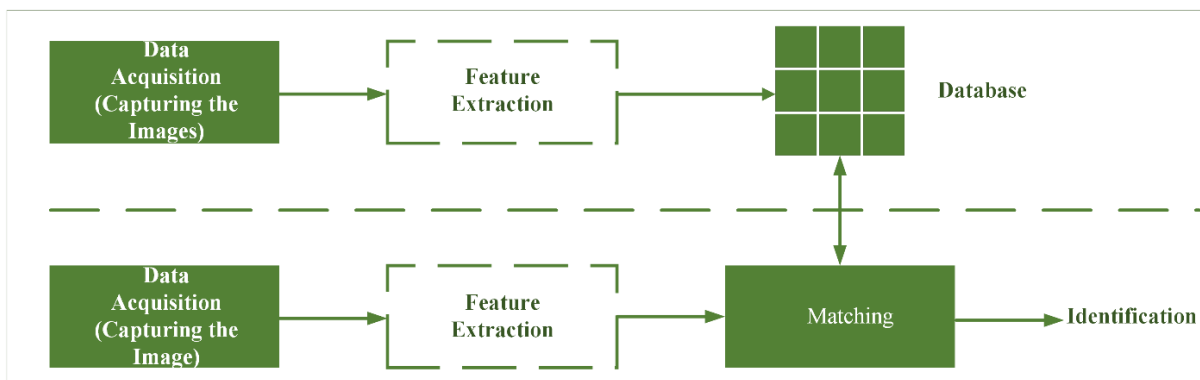 Data
Acquisition
(Capturing the
Images)
Feature
Extraction
Database
Data
Acquisition
(Capturing the
Image)
Feature
Extraction
Matching
Identification